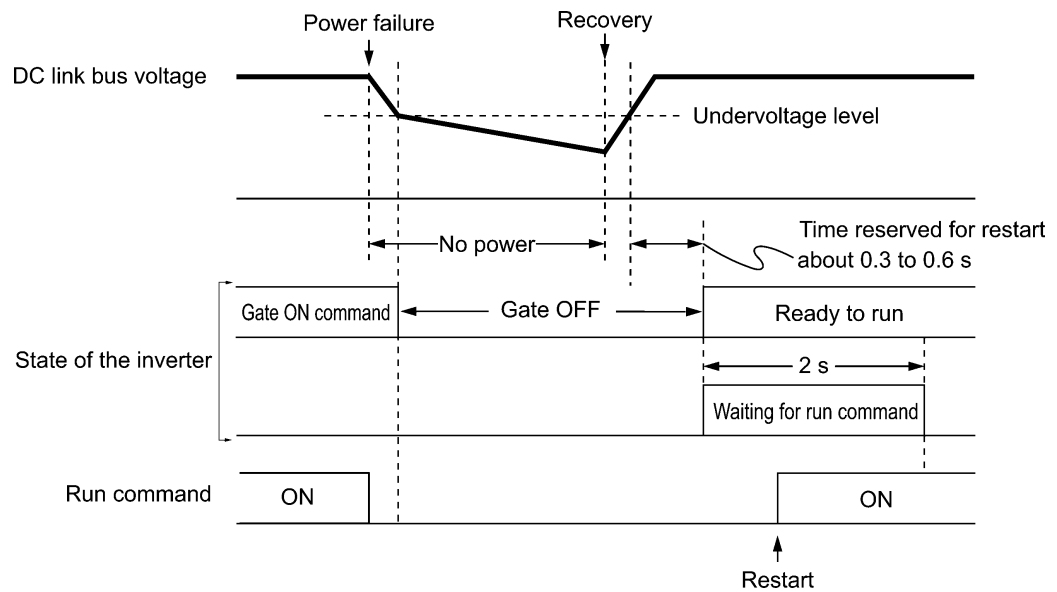 Power failure
Recovery
DC link bus voltage
Undervoltage level
No power
Time reserved for restart
about 0.3 to 0.6 s
Gate ON command
Gate OFF
Ready to run
State of the inverter
2 s
Waiting for run command
Run command
ON
ON
Restart